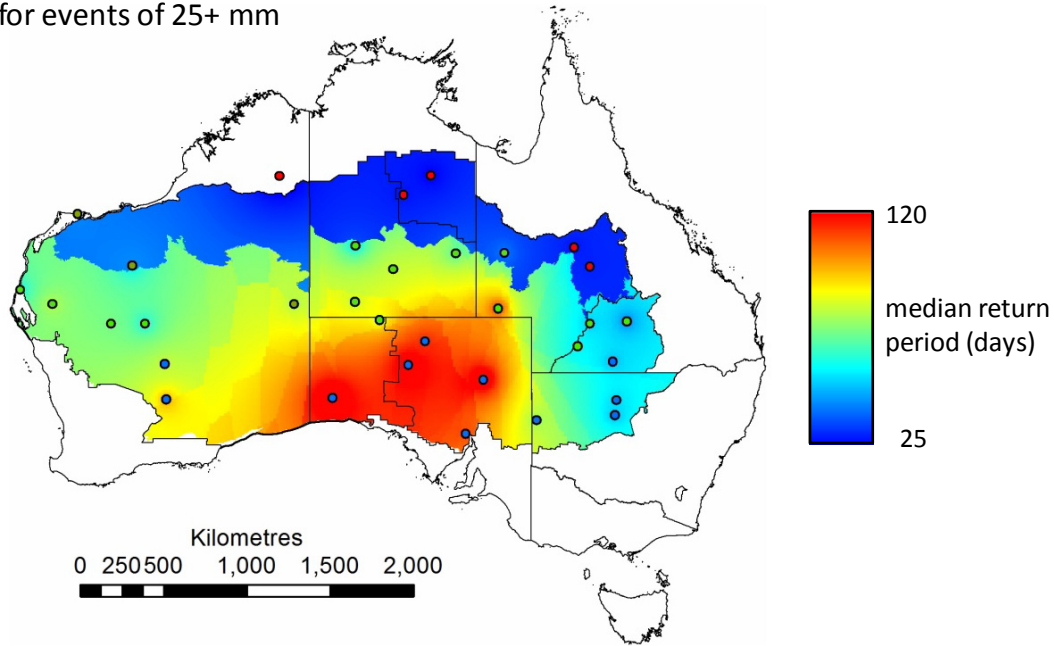 for events of 25+ mm
120
median return
period (days)
25
Kilometres
0 250 500 1,000 1,500 2,000